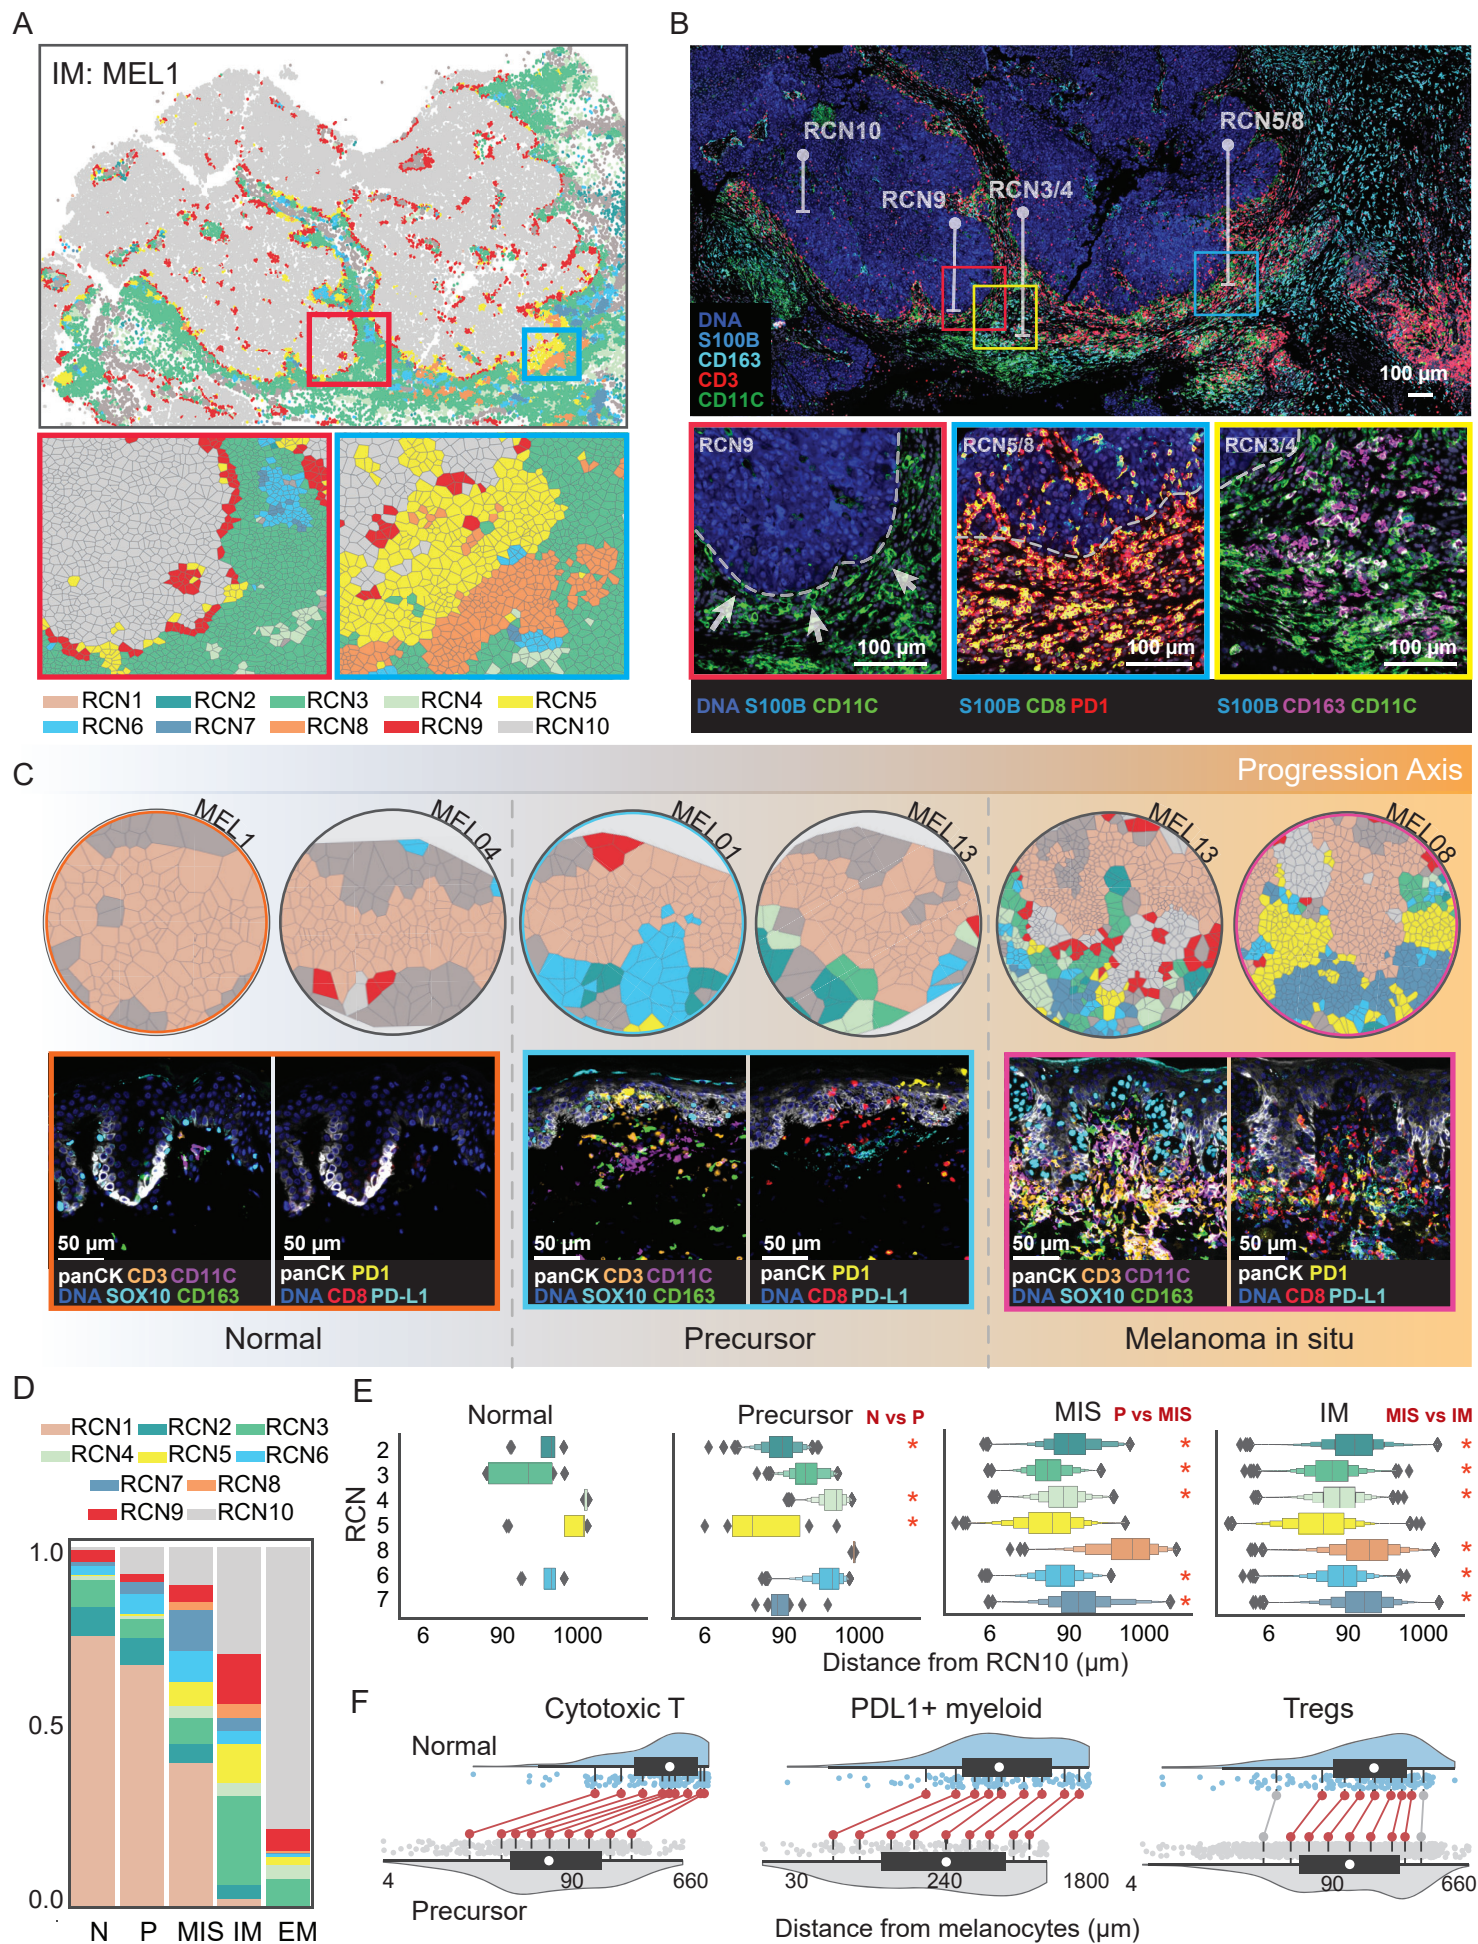 A
IM: MEL1
RCN1 RCN2 RCN3 RCN4 RCN5
RCN6 RCN7 RCN8 RCN9 RCN10
B
RCN10
RCN9
RCN3/4
RCN5/8
DNA
S100B
CD163
CD3
CD11C
100 µm
RCN9
100 µm
RCN5/8
100 µm
RCN3/4
100 µm
DNA S100B CD11C
S100B CD8 PD1
S100B CD163 CD11C
C
Progression Axis
MEL1
MEL04
MEL01
MEL13
MEL13
MEL08
50 µm
panCK CD3 CD11C
DNA SOX10 CD163
50 µm
panCK PD1
DNA CD8 PD-L1
50 µm
panCK CD3 CD11C
DNA SOX10 CD163
50 µm
panCK PD1
DNA CD8 PD-L1
50 µm
panCK CD3 CD11C
DNA SOX10 CD163
50 µm
panCK PD1
DNA CD8 PD-L1
Normal
Precursor
Melanoma in situ
D
RCN1 RCN2 RCN3
RCN4 RCN5 RCN6
RCN7 RCN8
RCN9 RCN10
1.0
0.5
0.0
N P MIS IM EM
E
Normal
Precursor N vs P
MIS P vs MIS
IM MIS vs IM
RCN
2
* * *
3
* *
4
* * *
5
*
8
*
6
* *
7
* *
6 90 1000
6 90 1000
6 90 1000
6 90 1000
Distance from RCN10 (µm)
F
Cytotoxic T
PDL1+ myeloid
Tregs
Normal
4 90 660
30 240 1800
4 90 660
Precursor
Distance from melanocytes (µm)